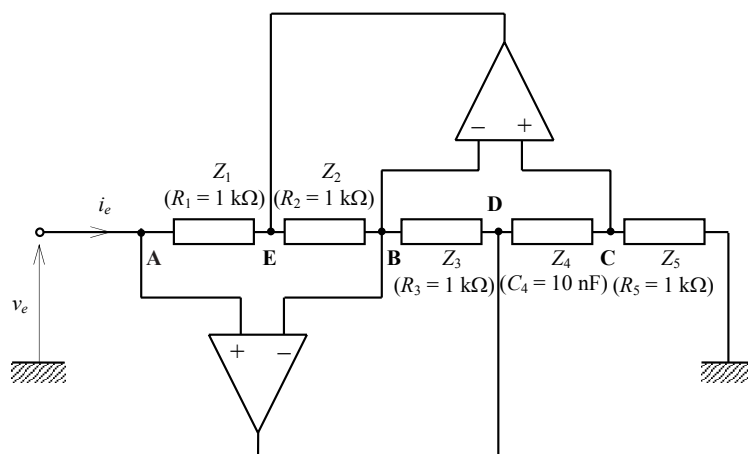 − +
Z1 Z2
(R1 = 1 kΩ) (R2 = 1 kΩ)
D
ie
A E B C
Z3 Z4 Z5
(R3 = 1 kΩ) (C4 = 10 nF) (R5 = 1 kΩ)
ve
+ −